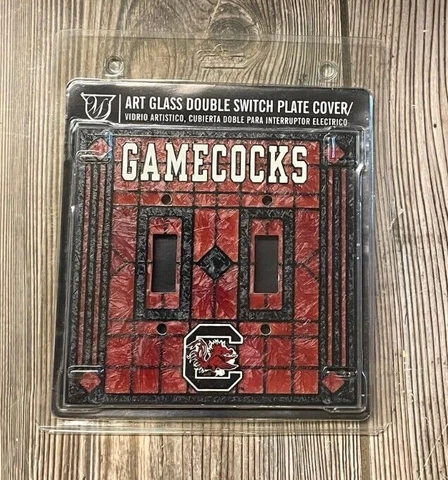 ART GLASS DOUBLE SWITCH PLATE COVER/
VIDRIO ARTISTICO, CUBIERTA DOBLE PARA INTERRUPTOR ELECTRICO
GAMECOCKS
C